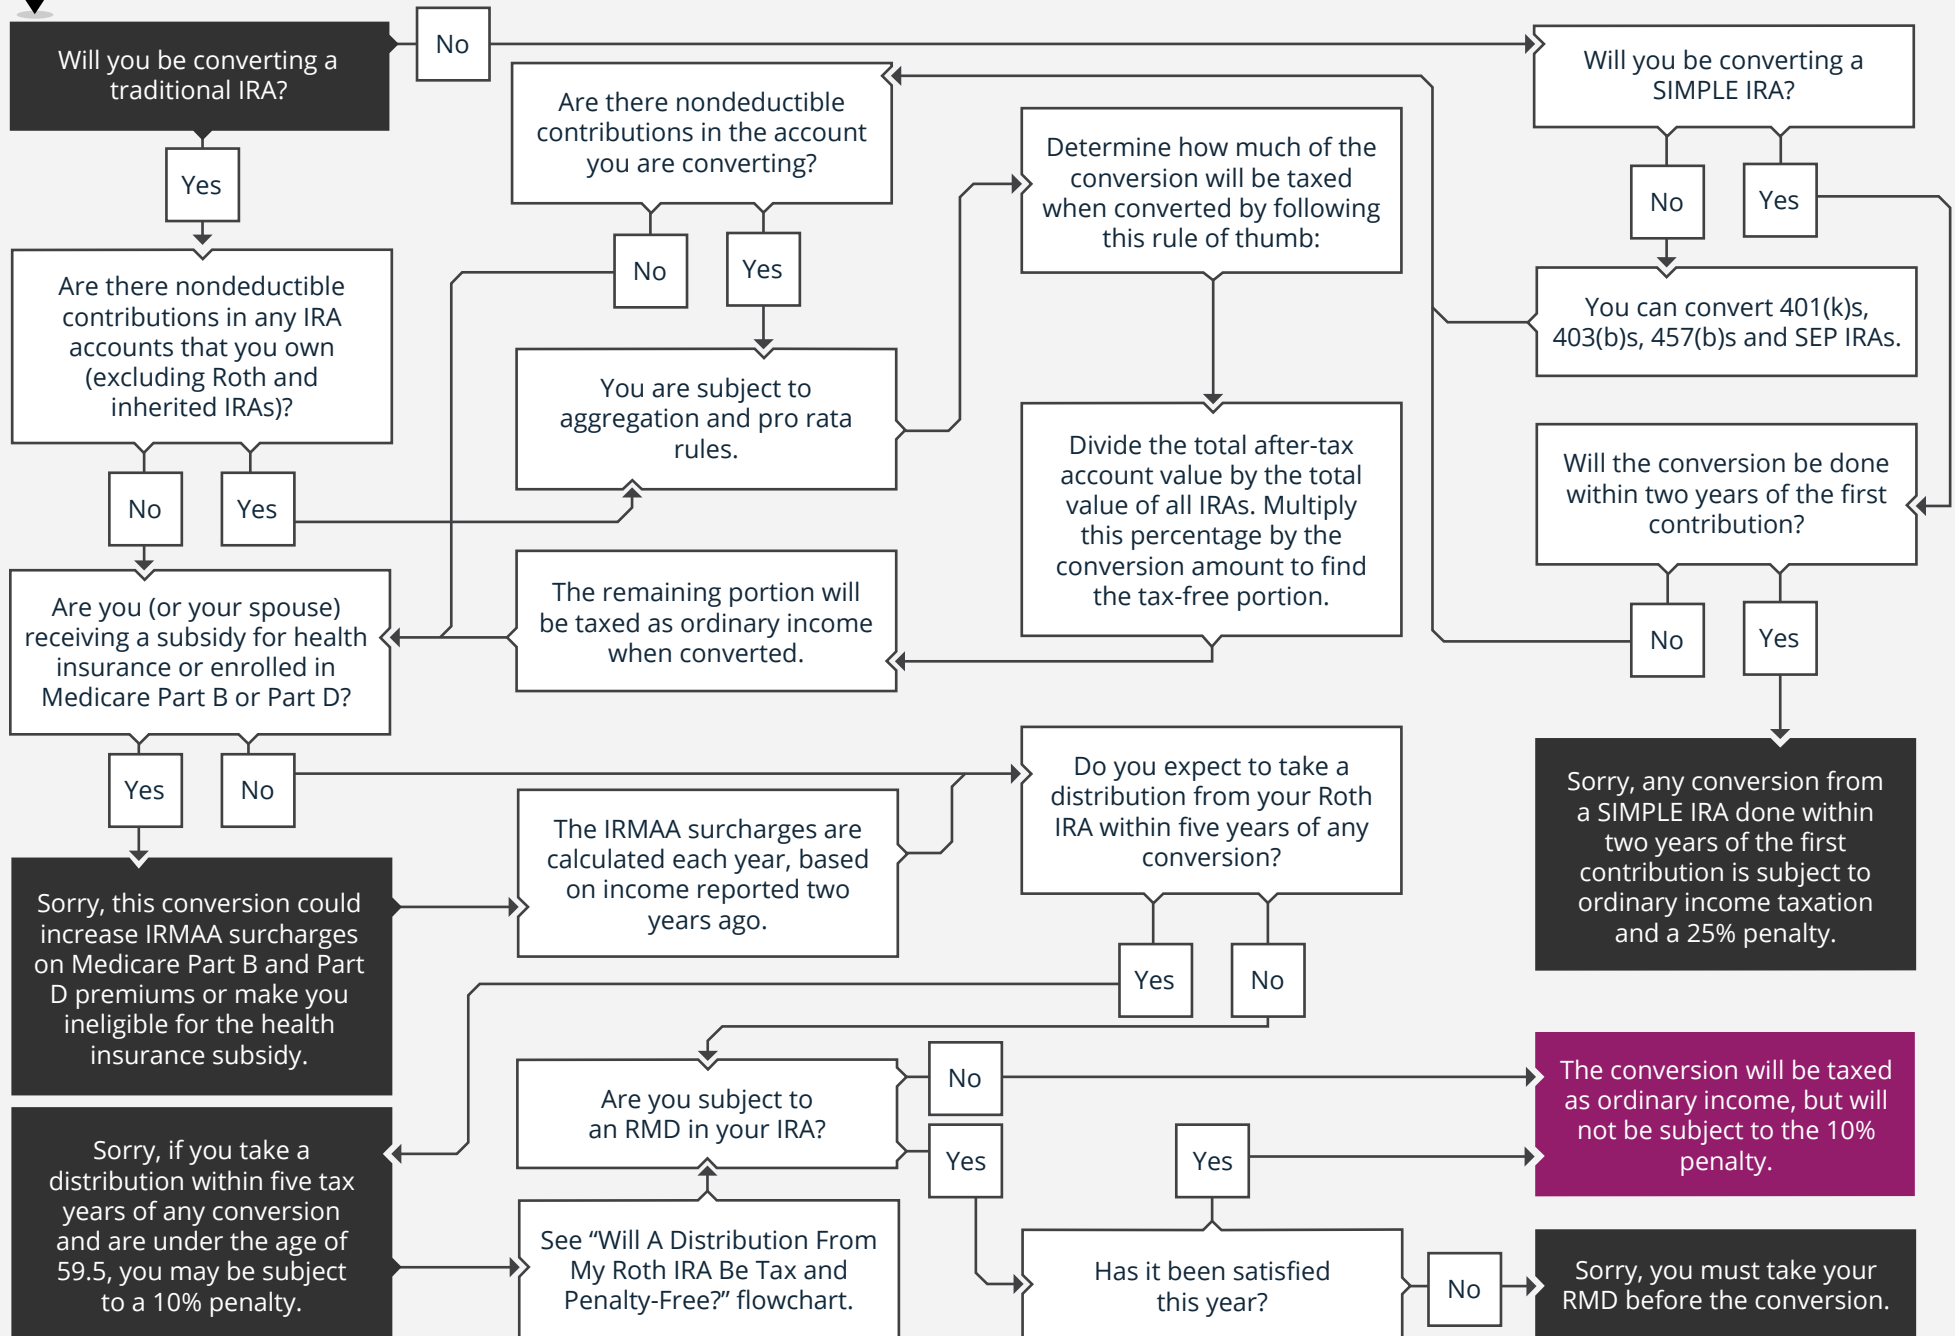 Will you be converting a
traditional IRA?
No
Will you be converting a
SIMPLE IRA?
Yes
Are there nondeductible
contributions in the account
you are converting?
No
Yes
Determine how much of the
conversion will be taxed
when converted by following
this rule of thumb:
No
Yes
Are there nondeductible
contributions in any IRA
accounts that you own
(excluding Roth and
inherited IRAs)?
No
Yes
You are subject to
aggregation and pro rata
rules.
Divide the total after-tax
account value by the total
value of all IRAs. Multiply
this percentage by the
conversion amount to find
the tax-free portion.
You can convert 401(k)s,
403(b)s, 457(b)s and SEP IRAs.
Will the conversion be done
within two years of the first
contribution?
No
Yes
Are you (or your spouse)
receiving a subsidy for health
insurance or enrolled in
Medicare Part B or Part D?
The remaining portion will
be taxed as ordinary income
when converted.
Yes
No
The IRMAA surcharges are
calculated each year, based
on income reported two
years ago.
Do you expect to take a
distribution from your Roth
IRA within five years of any
conversion?
Yes
No
Sorry, any conversion from
a SIMPLE IRA done within
two years of the first
contribution is subject to
ordinary income taxation
and a 25% penalty.
Sorry, this conversion could
increase IRMAA surcharges
on Medicare Part B and Part
D premiums or make you
ineligible for the health
insurance subsidy.
Are you subject to
an RMD in your IRA?
No
Yes
Yes
The conversion will be taxed
as ordinary income, but will
not be subject to the 10%
penalty.
Sorry, if you take a
distribution within five tax
years of any conversion
and are under the age of
59.5, you may be subject
to a 10% penalty.
See “Will A Distribution From
My Roth IRA Be Tax and
Penalty-Free?” flowchart.
Has it been satisfied
this year?
No
Sorry, you must take your
RMD before the conversion.